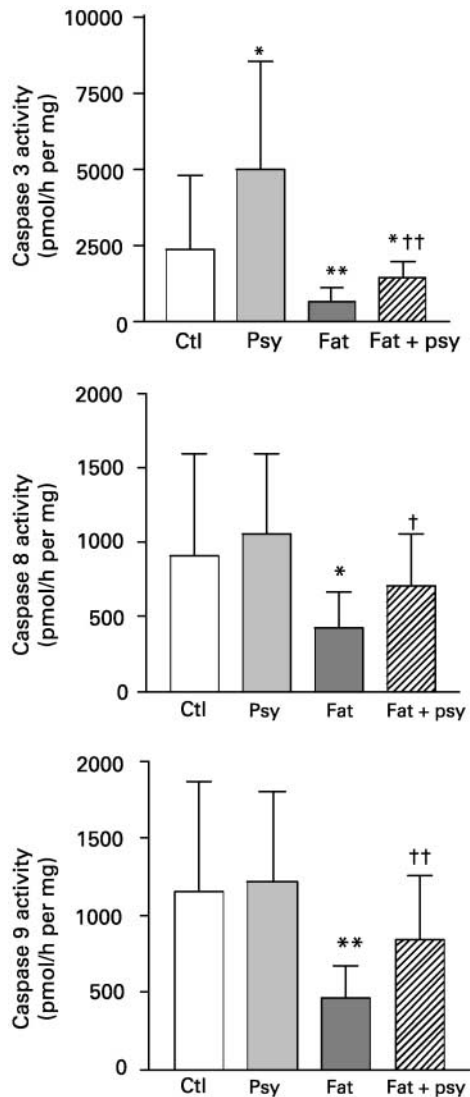 Caspase 3 activity
(pmol/h per mg)
10000
7500
5000
2500
0
*
**
* ††
Ctl Psy Fat Fat + psy
Caspase 8 activity
(pmol/h per mg)
2000
1500
1000
500
0
*
†
Ctl Psy Fat Fat + psy
Caspase 9 activity
(pmol/h per mg)
2000
1500
1000
500
0
**
††
Ctl Psy Fat Fat + psy